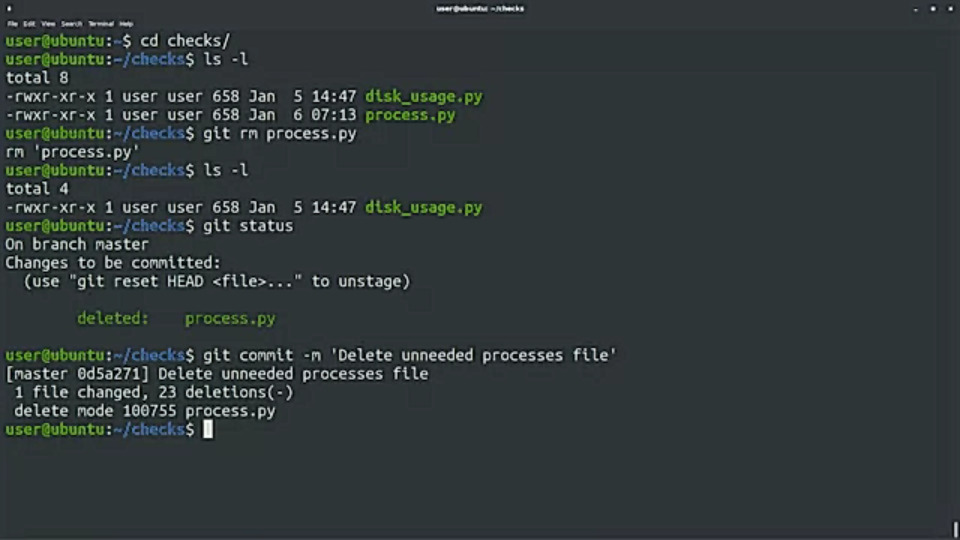 user@ubuntu: ~/checks
File Edit View Search Terminal Help
user@ubuntu:~$ cd checks/
user@ubuntu:~/checks$ ls -l
total 8
-rwxr-xr-x 1 user user 658 Jan  5 14:47 disk_usage.py
-rwxr-xr-x 1 user user 658 Jan  6 07:13 process.py
user@ubuntu:~/checks$ git rm process.py
rm 'process.py'
user@ubuntu:~/checks$ ls -l
total 4
-rwxr-xr-x 1 user user 658 Jan  5 14:47 disk_usage.py
user@ubuntu:~/checks$ git status
On branch master
Changes to be committed:
  (use "git reset HEAD <file>..." to unstage)
        deleted:    process.py
user@ubuntu:~/checks$ git commit -m 'Delete unneeded processes file'
[master 0d5a271] Delete unneeded processes file
 1 file changed, 23 deletions(-)
 delete mode 100755 process.py
user@ubuntu:~/checks$